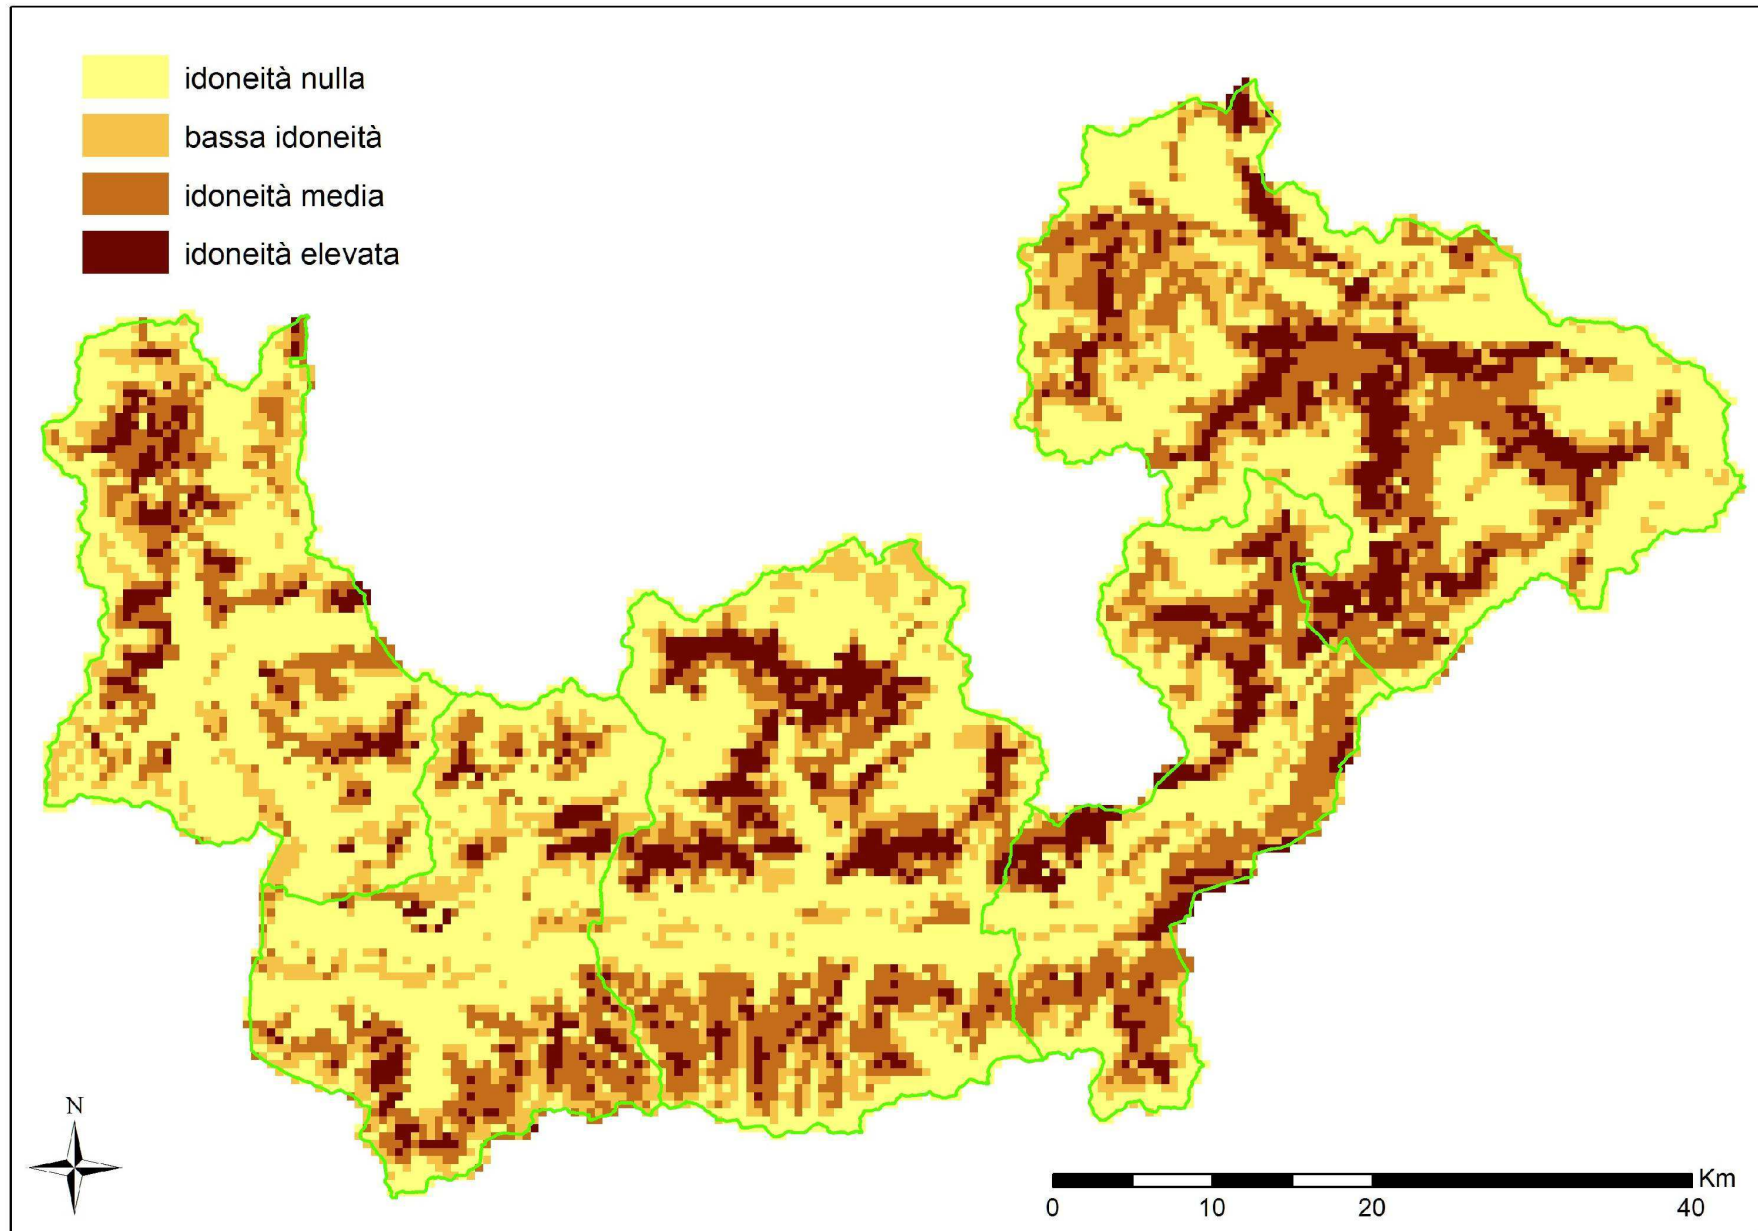 idoneità nulla
bassa idoneità
idoneità media
idoneità elevata
N
Km
0 10 20 40